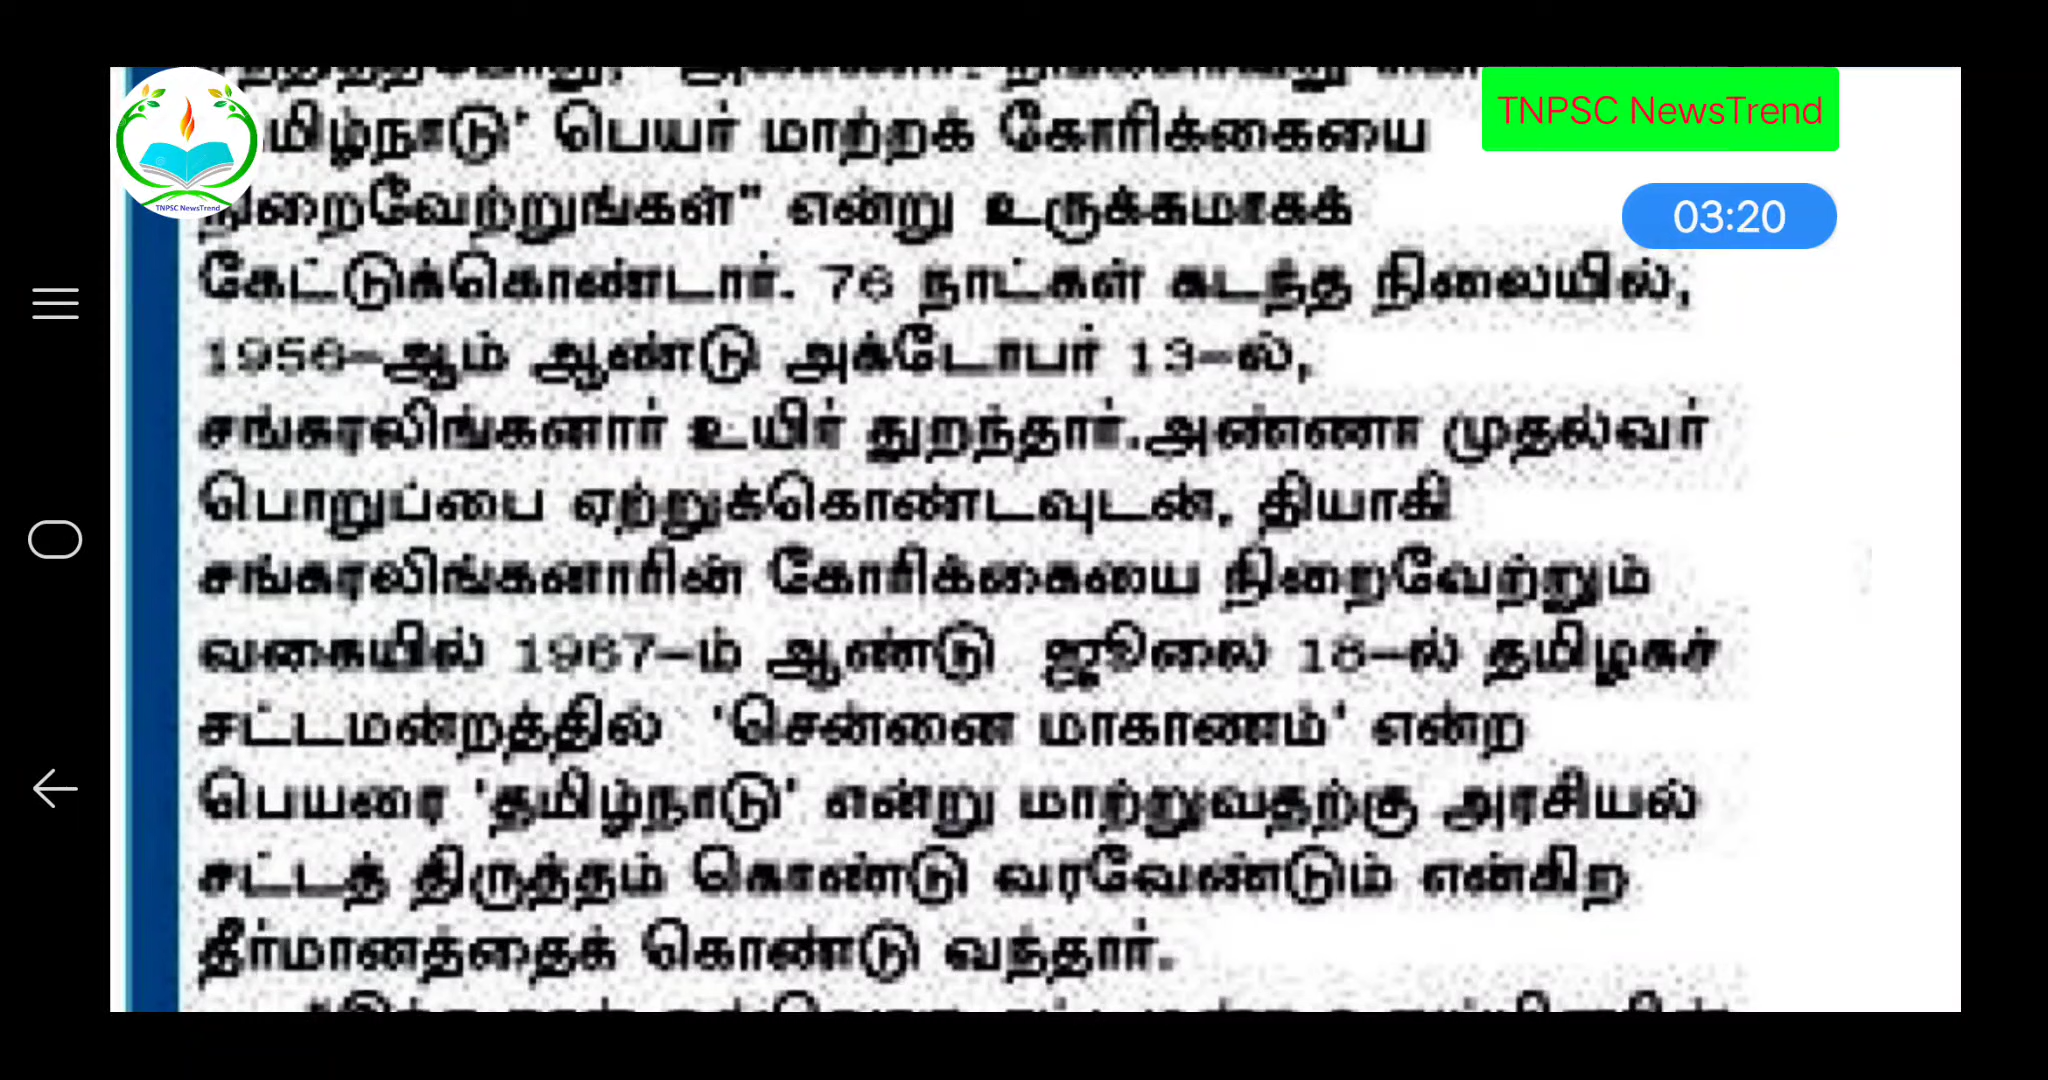 TNPSC NewsTrend
03:20
TNPSC NewsTrend
தமிழ்நாடு' பெயர் மாற்றக் கோரிக்கையை
நிறைவேற்றுங்கள்" என்று உருக்கமாகக்
கேட்டுக்கொண்டார். 76 நாட்கள் கடந்த நிலையில்,
1956-ஆம் ஆண்டு அக்டோபர் 13-ல்,
சங்கரலிங்கனார் உயிர் துறந்தார்.அண்ணா முதல்வர்
பொறுப்பை ஏற்றுக்கொண்டவுடன், தியாகி
சங்கரலிங்கனாரின் கோரிக்கையை நிறைவேற்றும்
வகையில் 1967-ம் ஆண்டு ஜூலை 18-ல் தமிழகச்
சட்டமன்றத்தில் 'சென்னை மாகாணம்' என்ற
பெயரை 'தமிழ்நாடு' என்று மாற்றுவதற்கு அரசியல்
சட்டத் திருத்தம் கொண்டு வரவேண்டும் என்கிற
தீர்மானத்தைக் கொண்டு வந்தார்.